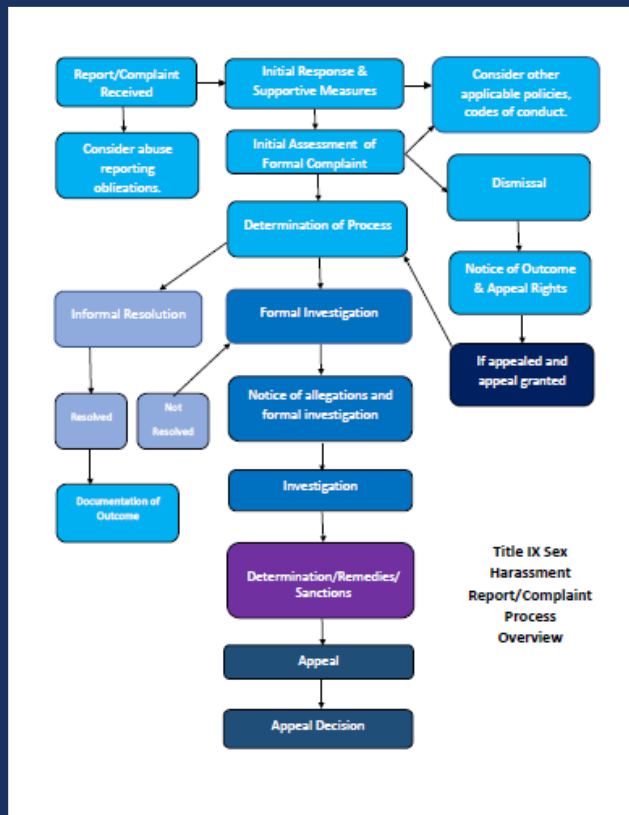 Report/Complaint
Received
Initial Response &
Supportive Measures
Consider other
applicable policies,
codes of conduct.
Consider abuse
reporting
oblieations.
Initial Assessment of
Formal Complaint
Dismissal
Determination of Process
Notice of Outcome
& Appeal Rights
Informal Resolution
Formal Investigation
If appealed and
appeal granted
Resolved
Not
Resolved
Notice of allegations and
formal investigation
Documentation of
Outcome
Investigation
Determination/Remedies/
Sanctions
Title IX Sex
Harassment
Report/Complaint
Process
Overview
Appeal
Appeal Decision